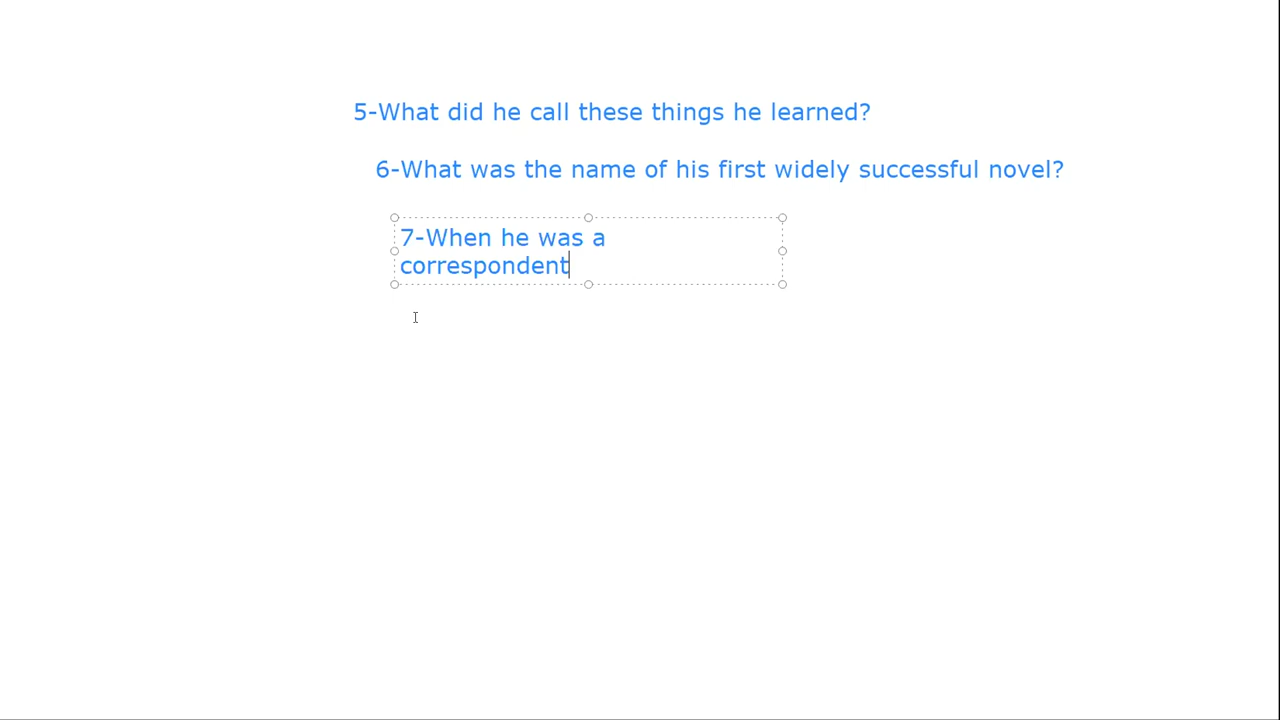 5-What did he call these things he learned?
6-What was the name of his first widely successful novel?
7-When he was a
correspondent